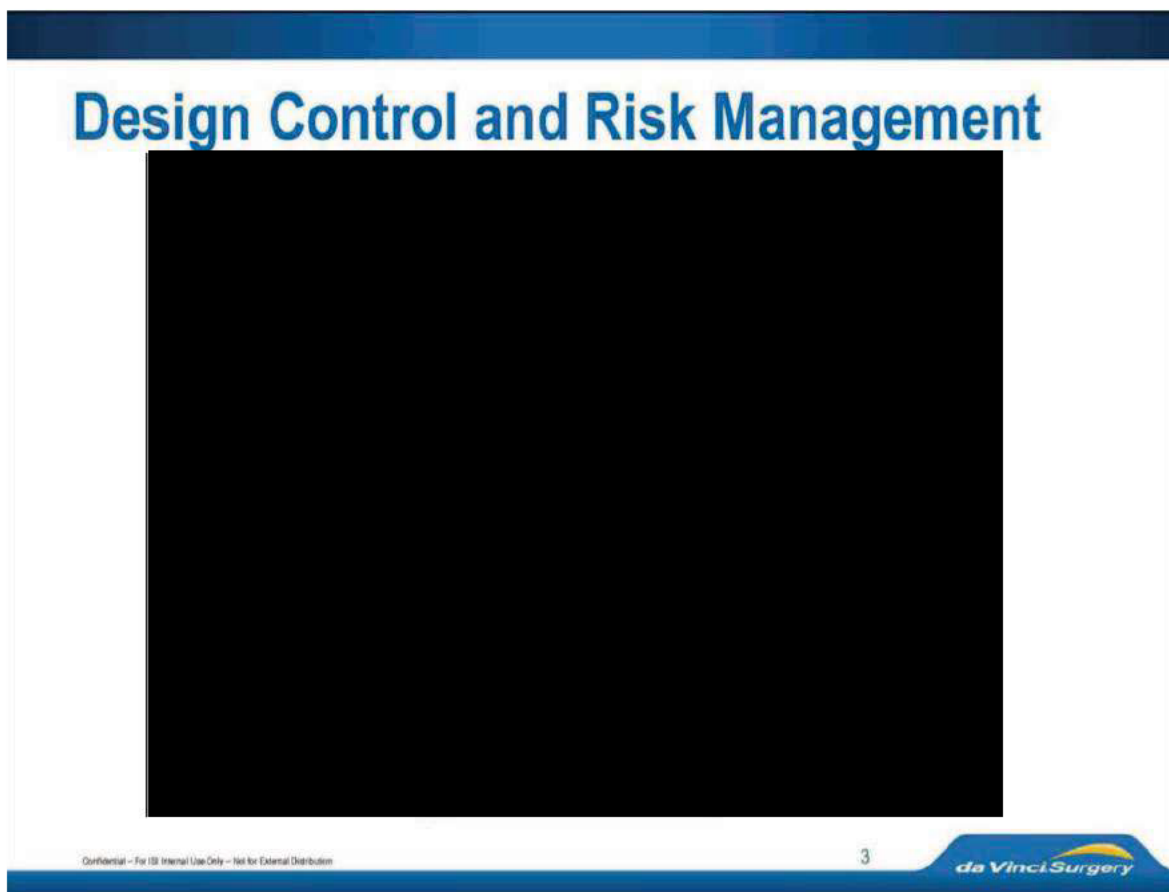 Design Control and Risk Management
Confidential – For ISI Internal Use Only – Not for External Distribution
3
da Vinci.Surgery